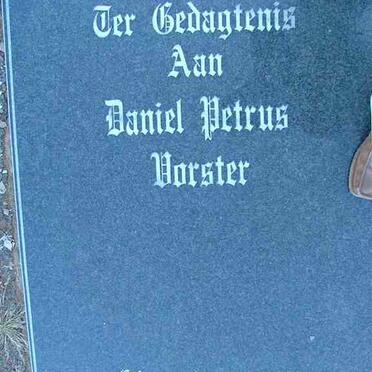 Ter Gedagtenis
Aan
Daniel Petrus
Vorster